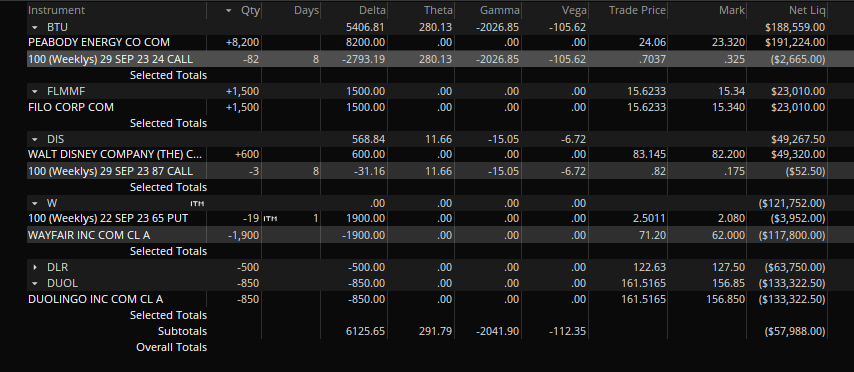 Instrument Qty Days Delta Theta Gamma Vega Trade Price Mark Net Liq
BTU 5406.81 280.13 -2026.85 -105.62 $188,559.00
PEABODY ENERGY CO COM +8,200 8200.00 .00 .00 .00 24.06 23.320 $191,224.00
100 (Weeklys) 29 SEP 23 24 CALL -82 8 -2793.19 280.13 -2026.85 -105.62 .7037 .325 ($2,665.00)
Selected Totals
FLMMF +1,500 1500.00 .00 .00 .00 15.6233 15.34 $23,010.00
FILO CORP COM +1,500 1500.00 .00 .00 .00 15.6233 15.340 $23,010.00
Selected Totals
DIS 568.84 11.66 -15.05 -6.72 $49,267.50
WALT DISNEY COMPANY (THE) C... +600 600.00 .00 .00 .00 83.145 82.200 $49,320.00
100 (Weeklys) 29 SEP 23 87 CALL -3 8 -31.16 11.66 -15.05 -6.72 .82 .175 ($52.50)
Selected Totals
W ITM .00 .00 .00 .00 ($121,752.00)
100 (Weeklys) 22 SEP 23 65 PUT -19 ITM 1 1900.00 .00 .00 .00 2.5011 2.080 ($3,952.00)
WAYFAIR INC COM CL A -1,900 -1900.00 .00 .00 .00 71.20 62.000 ($117,800.00)
Selected Totals
DLR -500 -500.00 .00 .00 .00 122.63 127.50 ($63,750.00)
DUOL -850 -850.00 .00 .00 .00 161.5165 156.85 ($133,322.50)
DUOLINGO INC COM CL A -850 -850.00 .00 .00 .00 161.5165 156.850 ($133,322.50)
Selected Totals
Subtotals 6125.65 291.79 -2041.90 -112.35 ($57,988.00)
Overall Totals